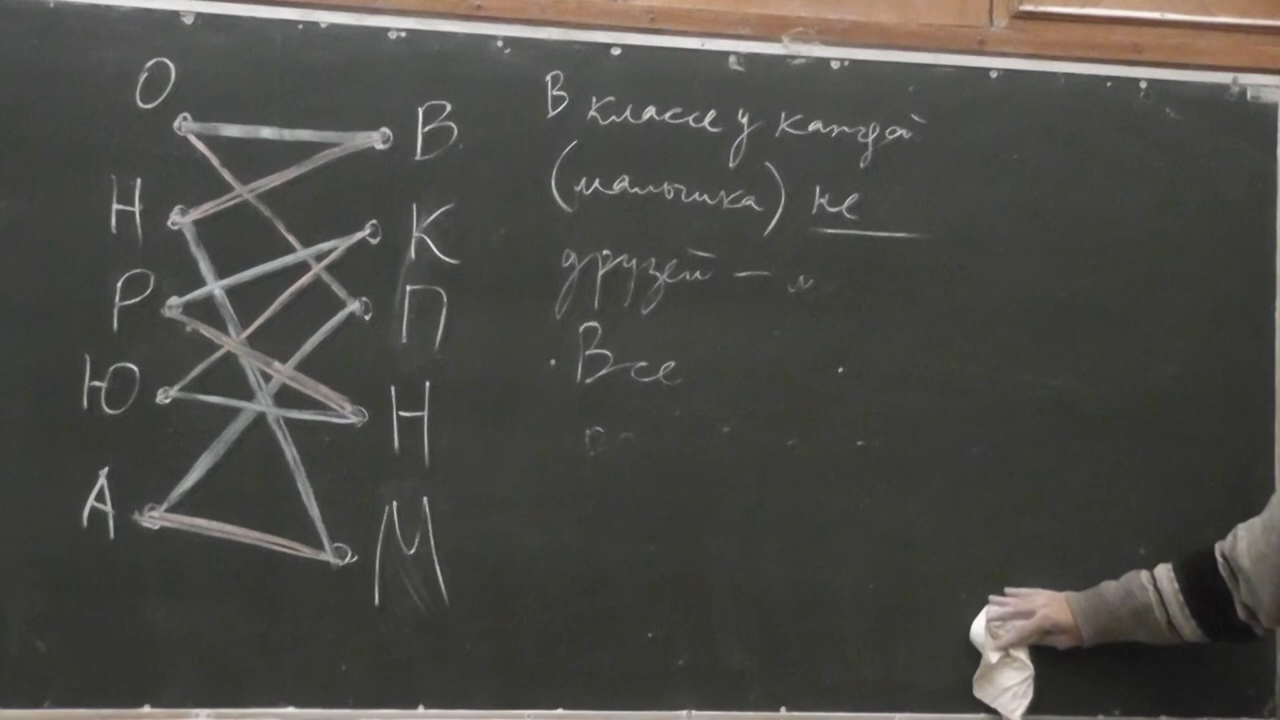 О
В
Н
К
Р
П
Ю
Н
А
М
В классе у каждой
(мальчика) не
друзей –
Все